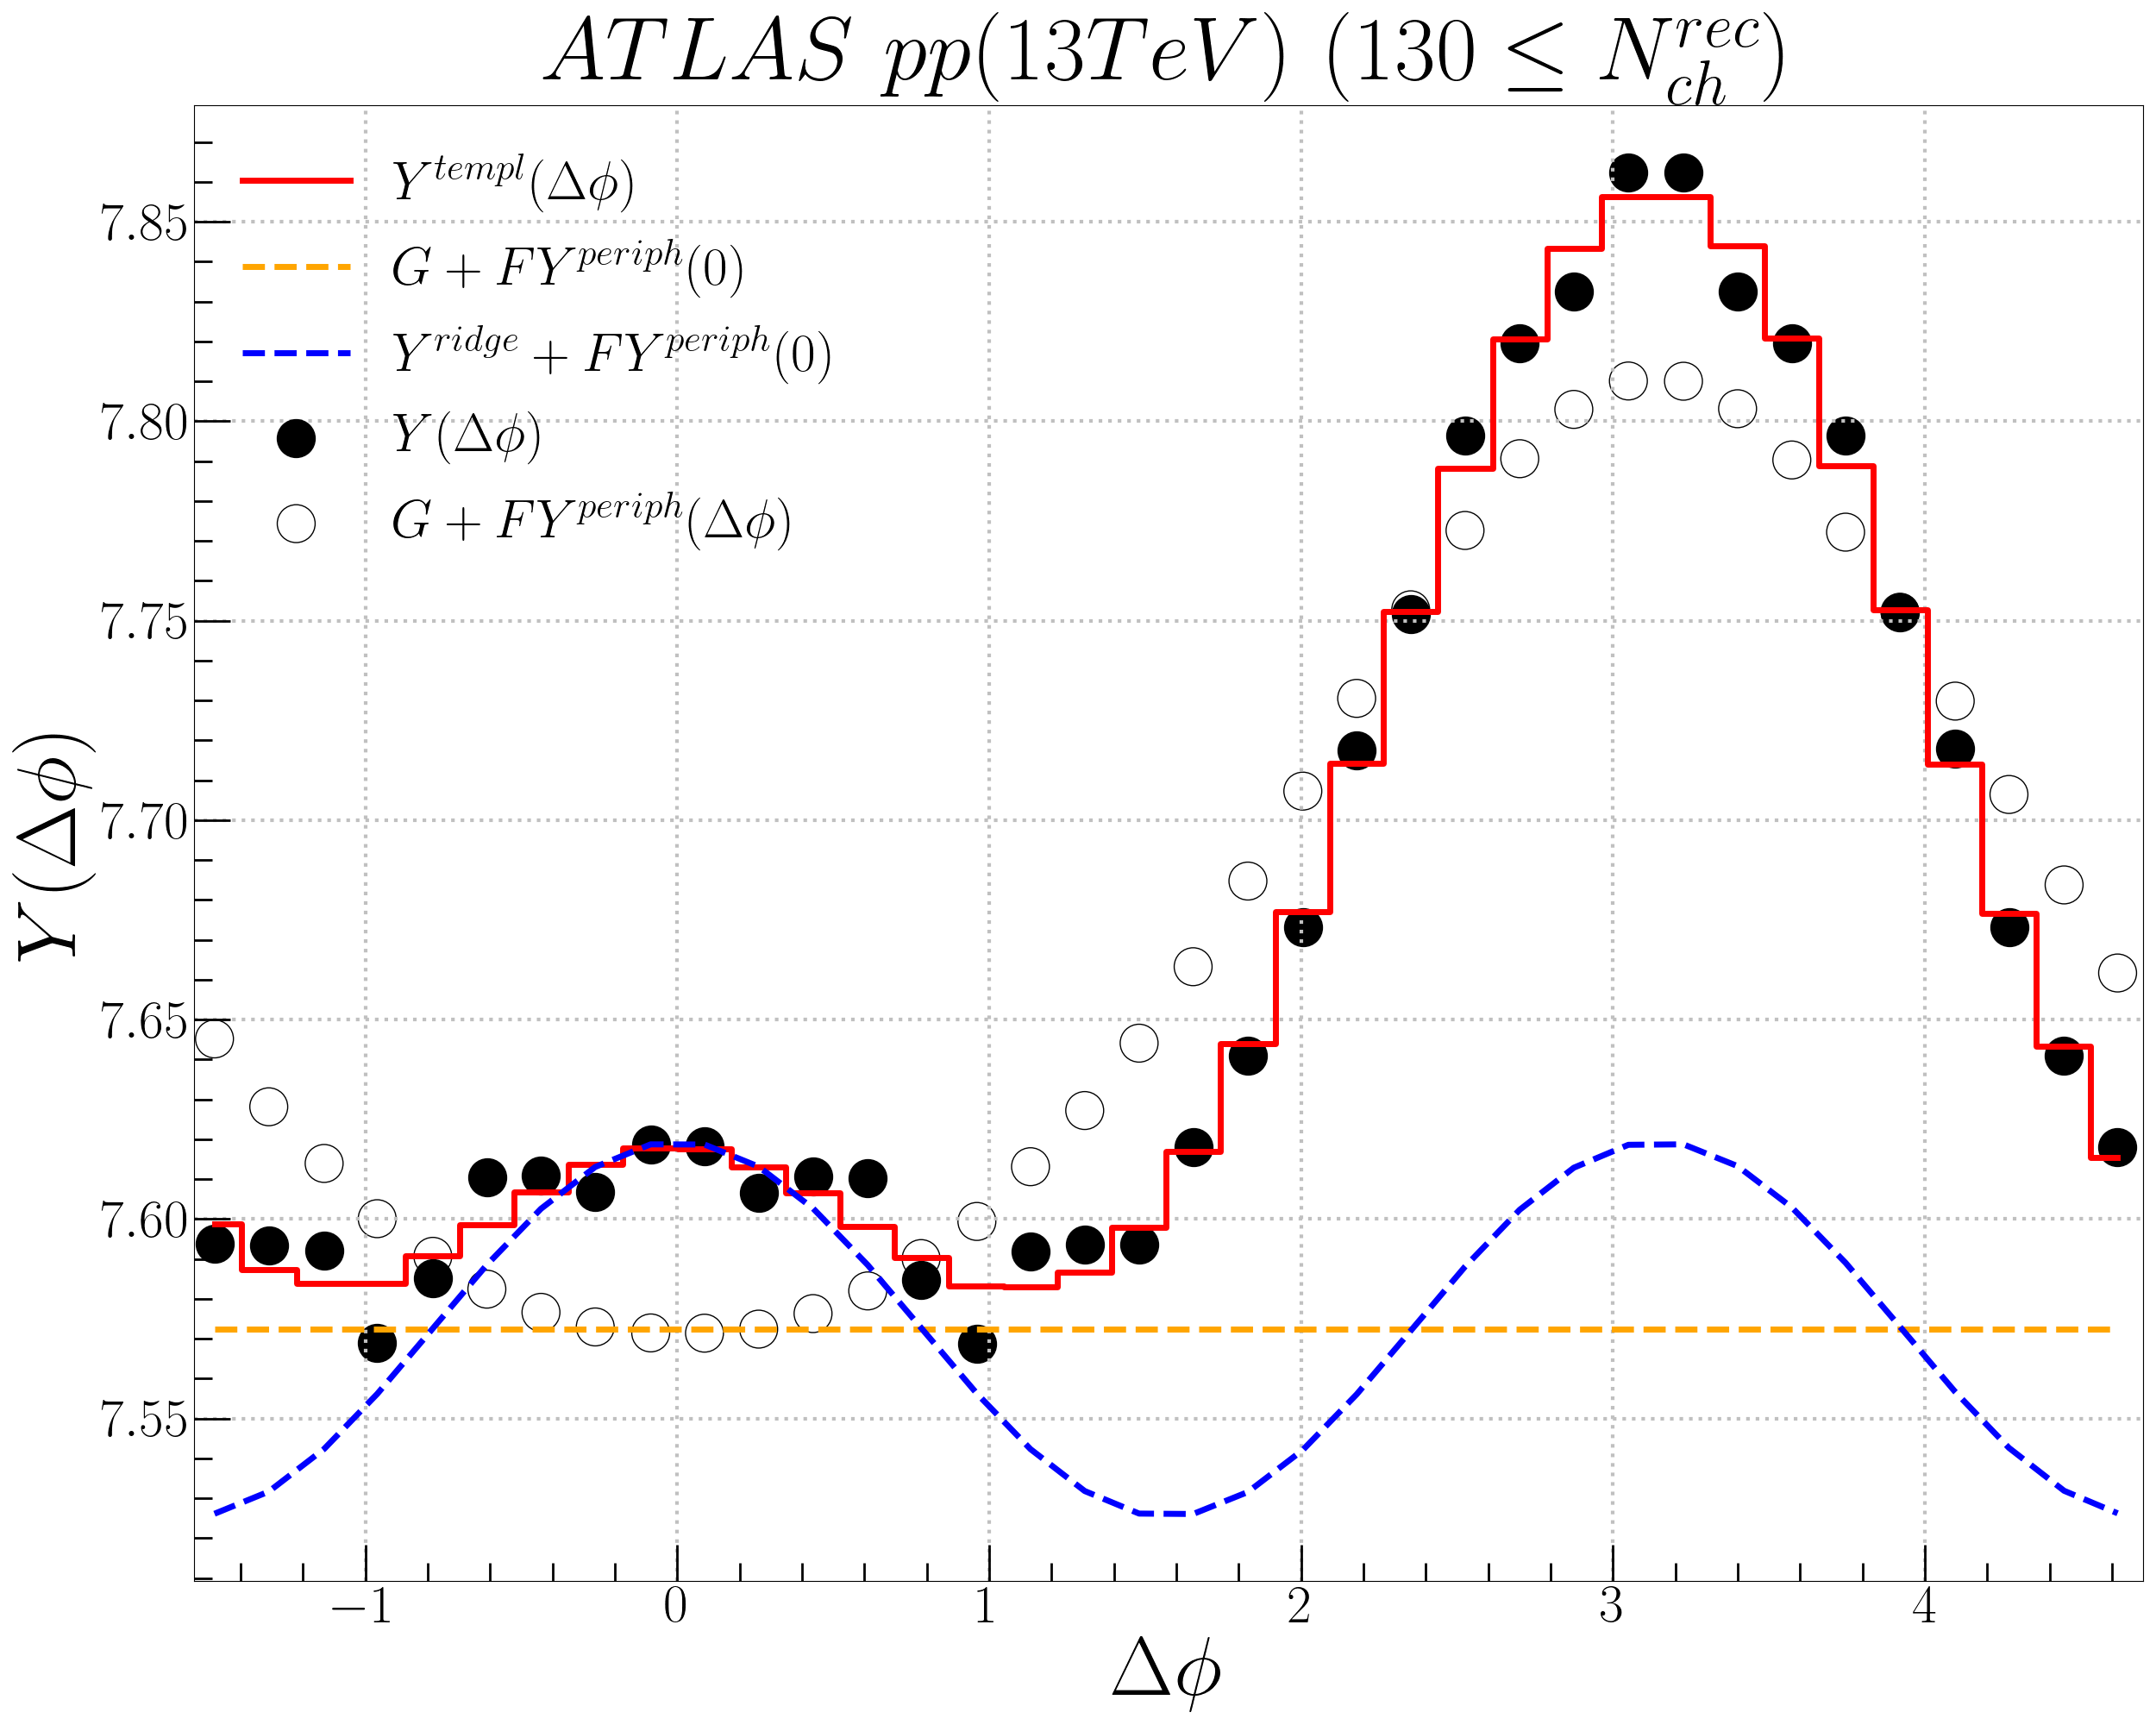 ATLAS pp(13TeV) (130 ≤ N_{ch}^{rec})
Y^{templ}(Δϕ)
G + FY^{periph}(0)
Y^{ridge} + FY^{periph}(0)
Y(Δϕ)
G + FY^{periph}(Δϕ)
Y(Δϕ)
7.85
7.80
7.75
7.70
7.65
7.60
7.55
−1 0 1 2 3 4
Δϕ